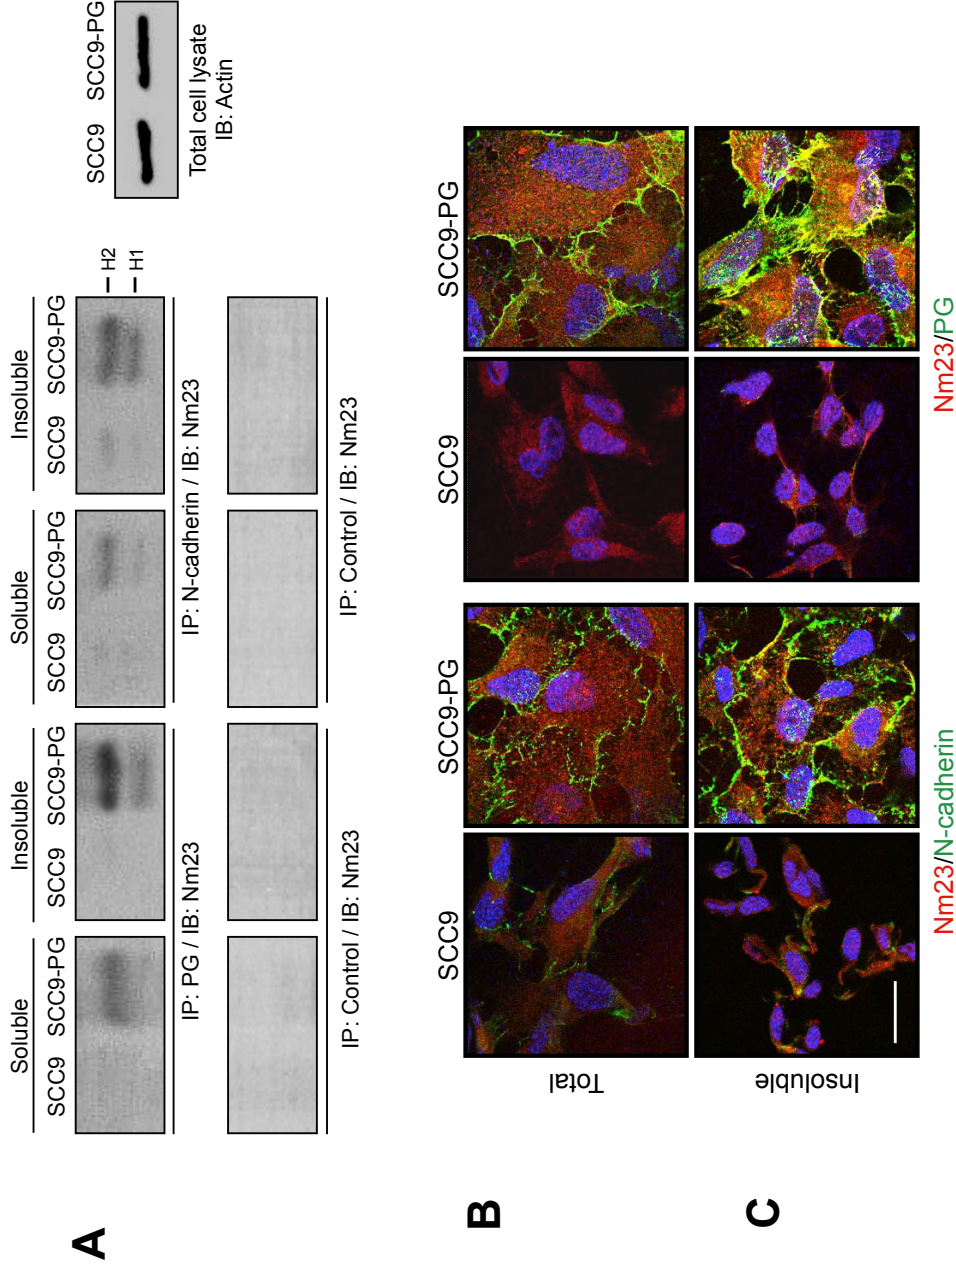 A
Soluble Insoluble Soluble Insoluble
SCC9 SCC9-PG SCC9 SCC9-PG SCC9 SCC9-PG SCC9 SCC9-PG SCC9 SCC9-PG
H2
H1
IP: PG / IB: Nm23 IP: N-cadherin / IB: Nm23
Total cell lysate
IB: Actin
IP: Control / IB: Nm23 IP: Control / IB: Nm23
SCC9 SCC9-PG SCC9 SCC9-PG
B
Total
C
Insoluble
Nm23/N-cadherin Nm23/PG